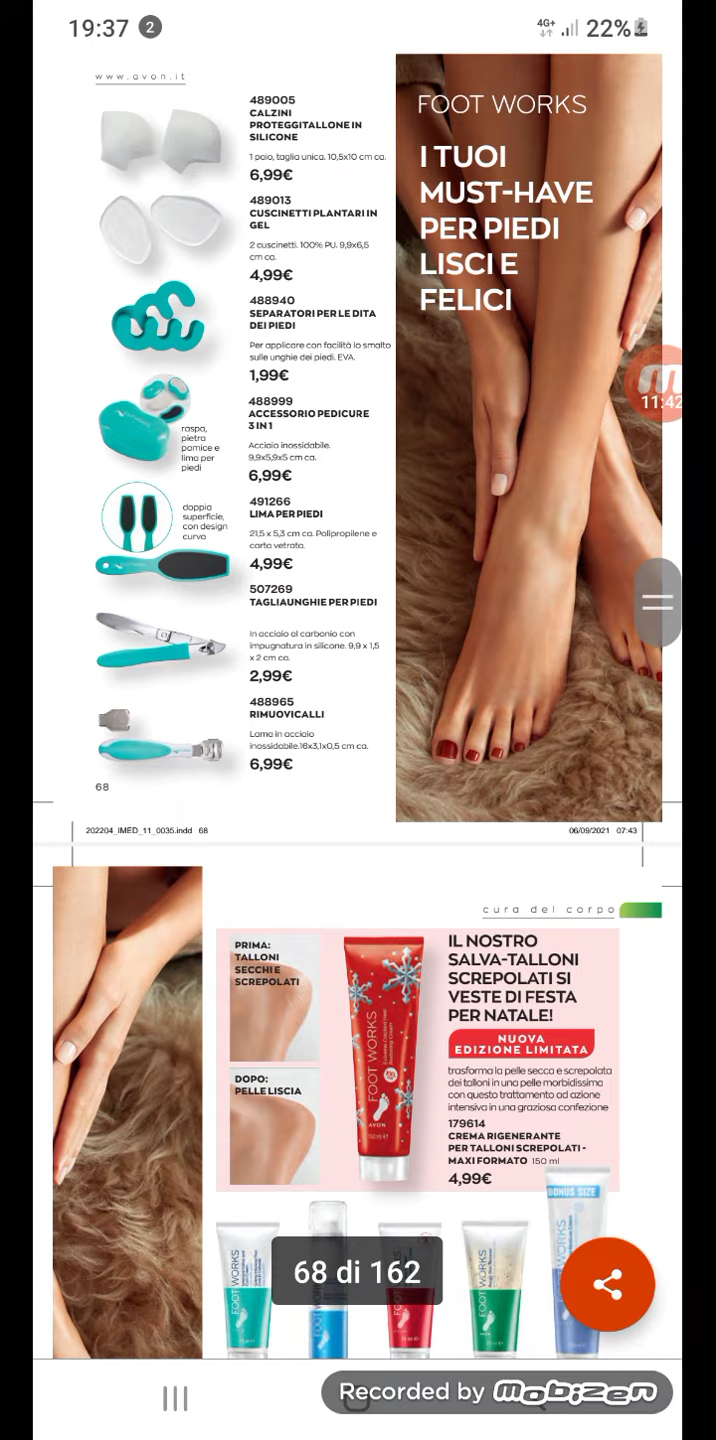 19:37 2
4G+ 22%
www.avon.it
489005
CALZINI
PROTEGGITALLONE IN
SILICONE
1 paio, taglia unica. 10,5x10 cm ca.
6,99€
489013
CUSCINETTI PLANTARI IN
GEL
2 cuscinetti. 100% PU. 9,9x6,5
cm ca.
4,99€
488940
SEPARATORI PER LE DITA
DEI PIEDI
Per applicare con facilità lo smalto
sulle unghie dei piedi. EVA.
1,99€
raspa,
pietra
pomice e
lima per
piedi
488999
ACCESSORIO PEDICURE
3 IN 1
Acciaio inossidabile.
9,9x5,9x5 cm ca.
6,99€
doppia
superficie,
con design
curvo
491266
LIMA PER PIEDI
21,5 x 5,3 cm ca. Polipropilene e
carta vetrata.
4,99€
507269
TAGLIAUNGHIE PER PIEDI
In acciaio al carbonio con
impugnatura in silicone. 9,9 x 1,5
x 2 cm ca.
2,99€
488965
RIMUOVICALLI
Lama in acciaio
inossidabile.16x3,1x0,5 cm ca.
6,99€
68
FOOT WORKS
I TUOI
MUST-HAVE
PER PIEDI
LISCI E
FELICI
11:42
202204_IMED_11_0035.indd 68
06/09/2021 07:43
cura del corpo
PRIMA:
TALLONI
SECCHI E
SCREPOLATI
DOPO:
PELLE LISCIA
FOOT WORKS
AVON
150 ml e
IL NOSTRO
SALVA-TALLONI
SCREPOLATI SI
VESTE DI FESTA
PER NATALE!
NUOVA
EDIZIONE LIMITATA
trasforma la pelle secca e screpolata
dei talloni in una pelle morbidissima
con questo trattamento ad azione
intensiva in una graziosa confezione
179614
CREMA RIGENERANTE
PER TALLONI SCREPOLATI -
MAXI FORMATO 150 ml
4,99€
BONUS SIZE
FOOT WORKS
FOOT WORKS
68 di 162
Recorded by mobizen